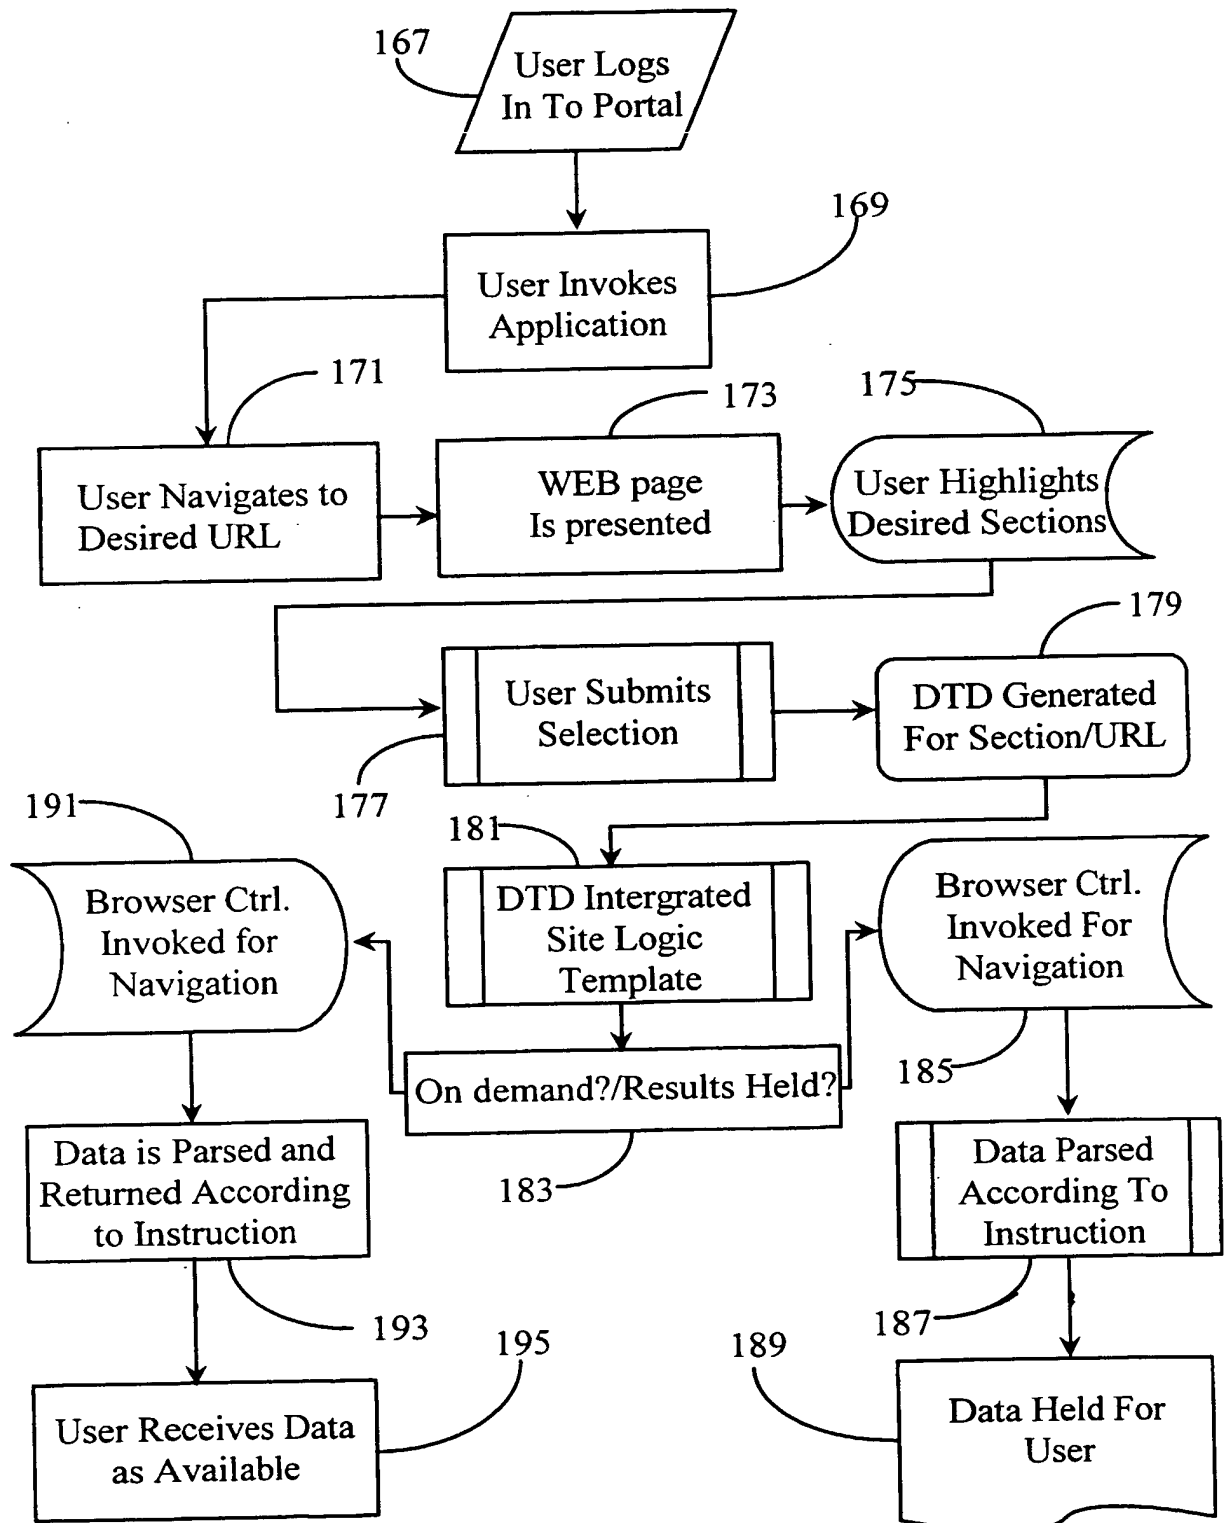 167
User Logs
In To Portal
169
User Invokes
Application
171
173
175
User Navigates to
Desired URL
WEB page
Is presented
User Highlights
Desired Sections
179
User Submits
Selection
DTD Generated
For Section/URL
177
191
181
Browser Ctrl.
Invoked for
Navigation
DTD Intergrated
Site Logic
Template
Browser Ctrl.
Invoked For
Navigation
185
On demand?/Results Held?
183
Data is Parsed and
Returned According
to Instruction
Data Parsed
According To
Instruction
193
187
195
189
User Receives Data
as Available
Data Held For
User